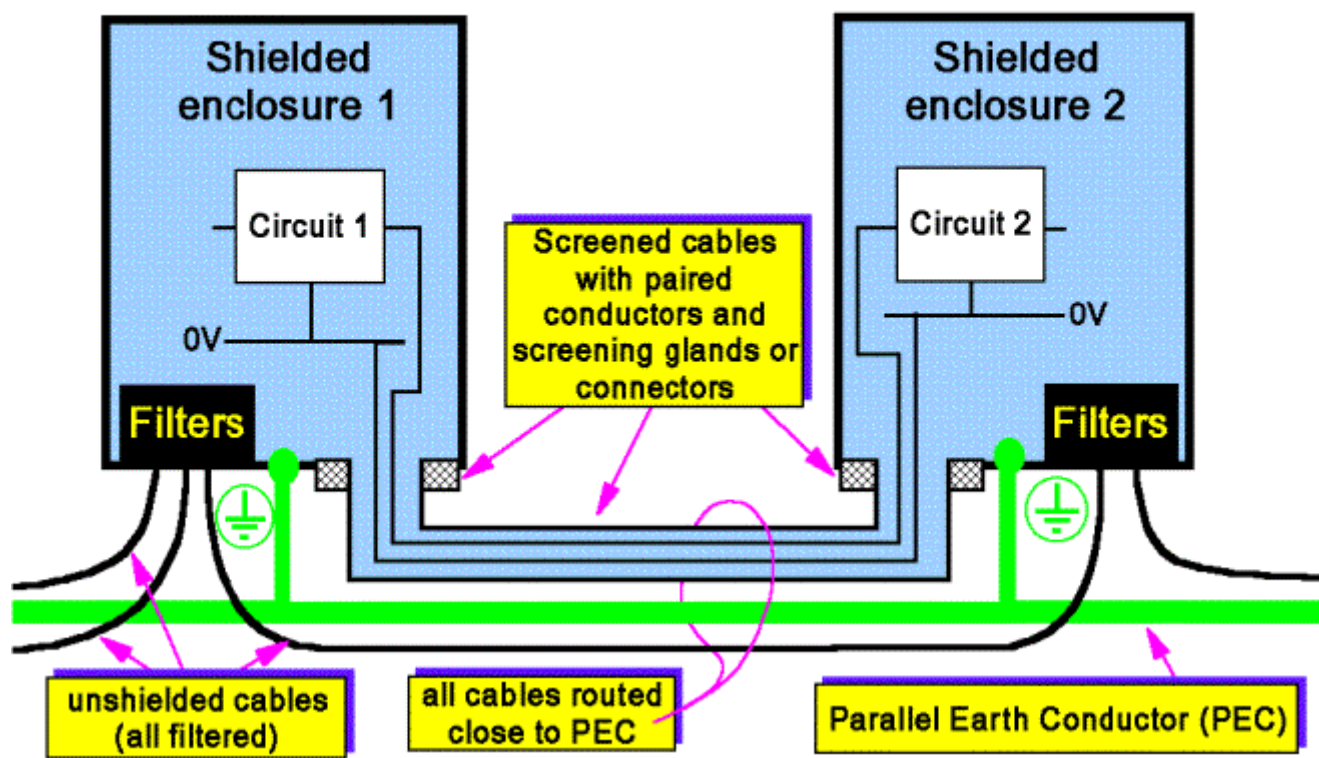 Shielded
enclosure 1
Shielded
enclosure 2
Circuit 1
Circuit 2
Screened cables
with paired
conductors and
screening glands or
connectors
0V
0V
Filters
Filters
unshielded cables
(all filtered)
all cables routed
close to PEC
Parallel Earth Conductor (PEC)